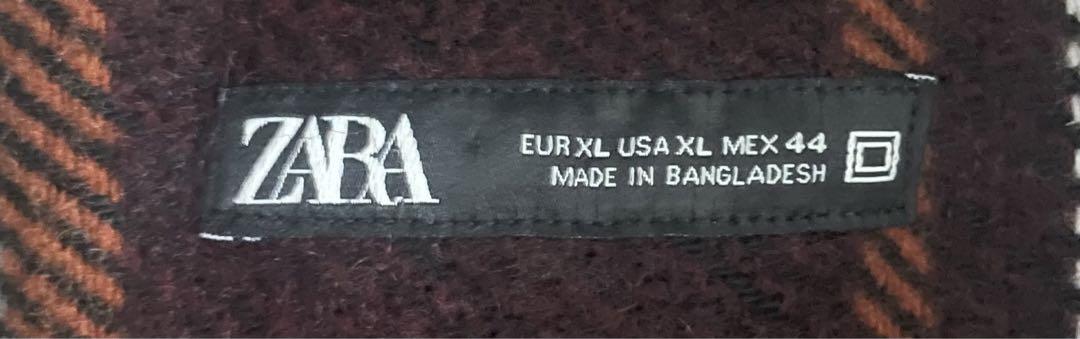 ZARA
EUR XL USA XL MEX 44
MADE IN BANGLADESH